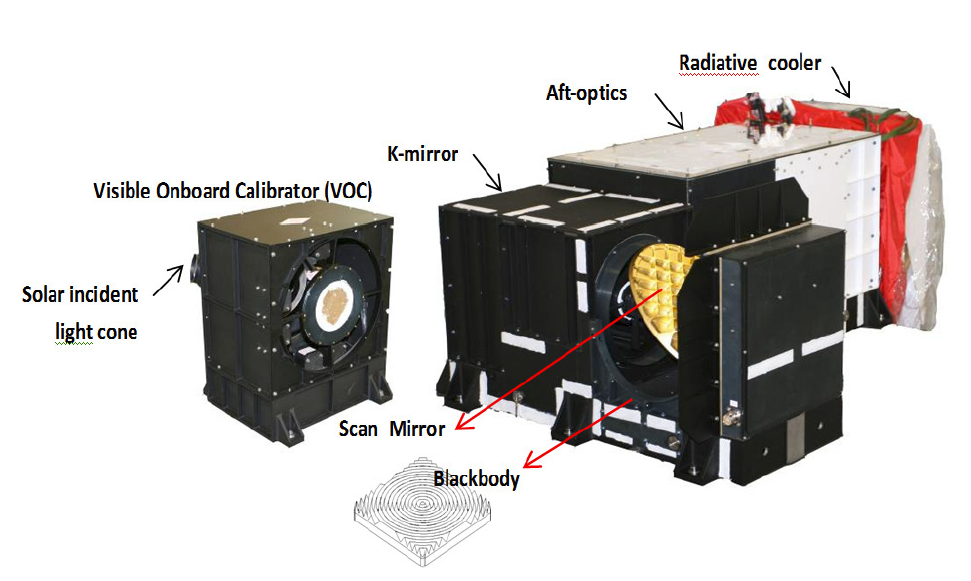 Radiative cooler
Aft-optics
K-mirror
Visible Onboard Calibrator (VOC)
Solar incident
light cone
Scan Mirror
Blackbody